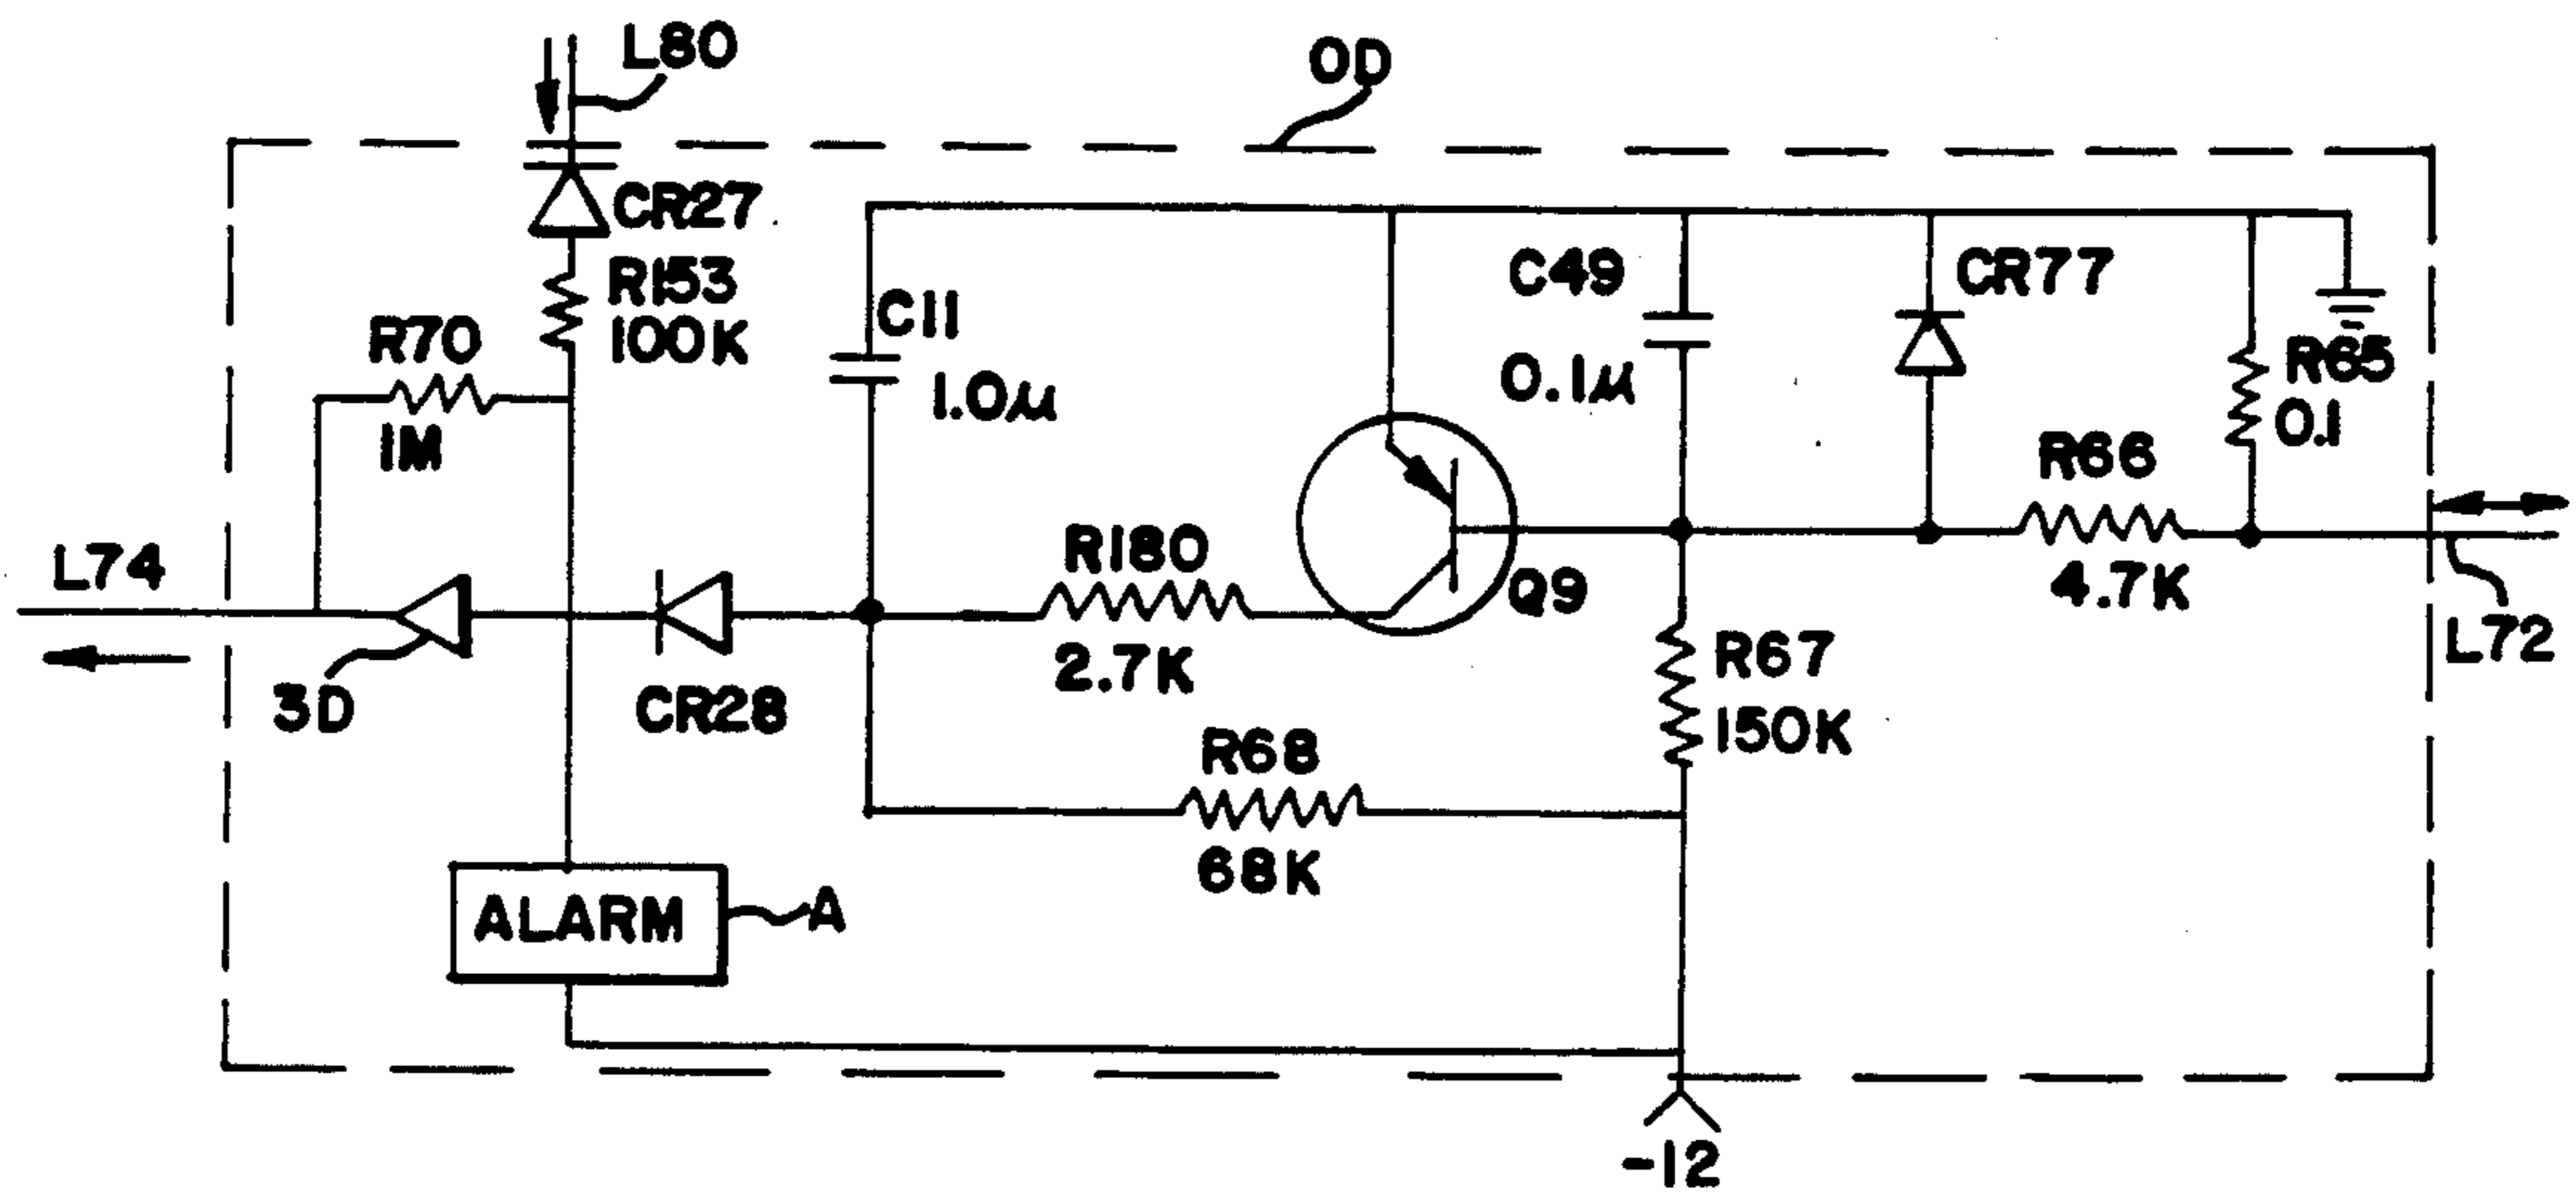 L80
OD
CR27
R153
100K
R70
1M
C11
1.0µ
C49
0.1µ
CR77
R65
0.1
R66
4.7K
L72
L74
3D
CR28
R180
2.7K
Q9
R67
150K
R68
68K
ALARM
A
-12